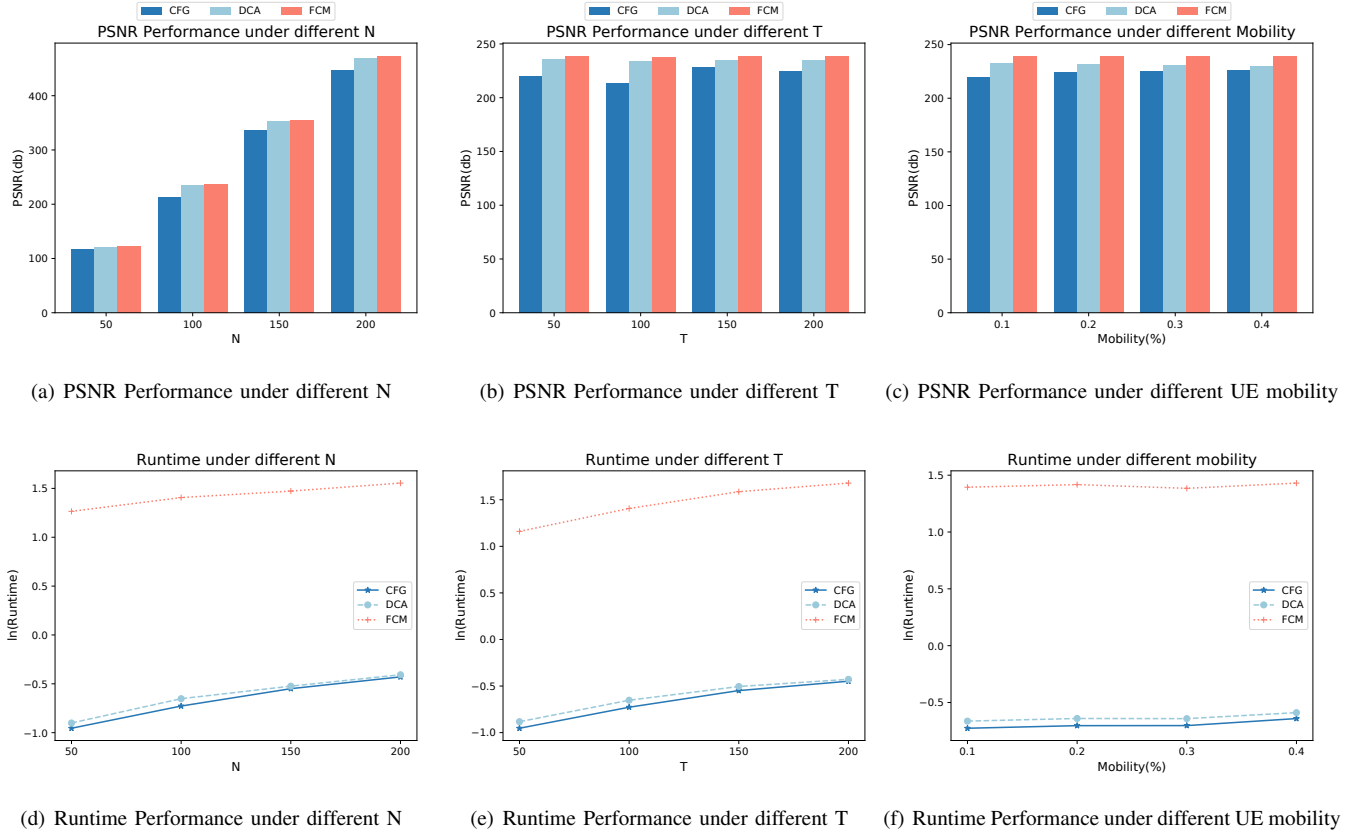 CFG DCA FCM
PSNR Performance under different N
400
300
200
100
0
PSNR(db)
50 100 150 200
N
(a) PSNR Performance under different N
CFG DCA FCM
PSNR Performance under different T
250
200
150
100
50
0
PSNR(db)
50 100 150 200
T
(b) PSNR Performance under different T
CFG DCA FCM
PSNR Performance under different Mobility
250
200
150
100
50
0
PSNR(db)
0.1 0.2 0.3 0.4
Mobility(%)
(c) PSNR Performance under different UE mobility
Runtime under different N
1.5
1.0
0.5
0.0
−0.5
−1.0
ln(Runtime)
CFG
DCA
FCM
50 100 150 200
N
(d) Runtime Performance under different N
Runtime under different T
1.5
1.0
0.5
0.0
−0.5
−1.0
ln(Runtime)
CFG
DCA
FCM
50 100 150 200
T
(e) Runtime Performance under different T
Runtime under different mobility
1.5
1.0
0.5
0.0
−0.5
ln(Runtime)
CFG
DCA
FCM
0.1 0.2 0.3 0.4
Mobility(%)
(f) Runtime Performance under different UE mobility